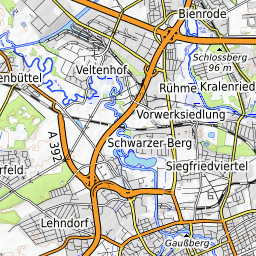 Bienrode
Schlossberg
96 m
Veltenhof
enbüttel
Rühme
Kralenried
Vorwerksiedlung
A 392
Schwarzer Berg
Siegfriedviertel
rfeld
Lehndorf
Gaußberg